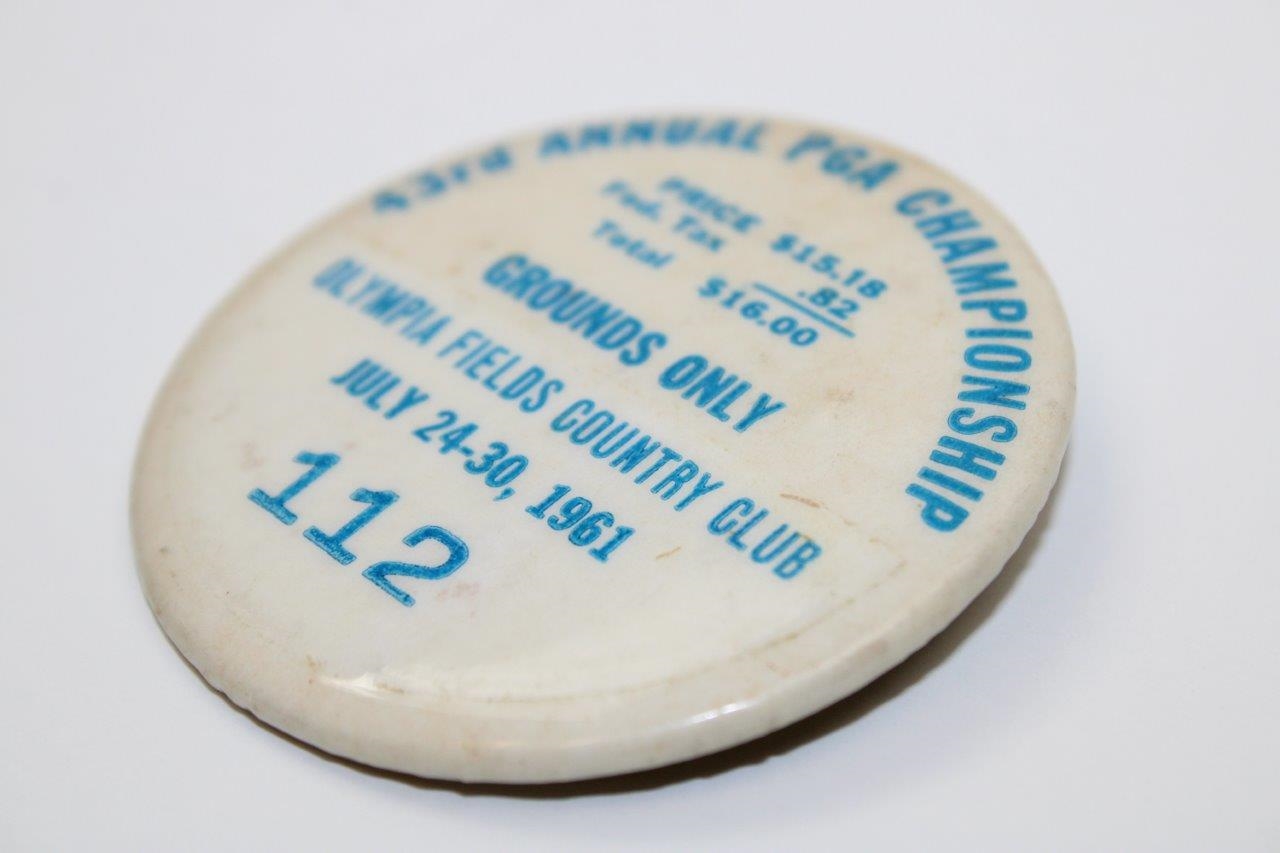 43rd ANNUAL PGA CHAMPIONSHIP
PRICE $15.18
Fed. Tax .82
Total $16.00
GROUNDS ONLY
OLYMPIA FIELDS COUNTRY CLUB
JULY 24-30, 1961
112